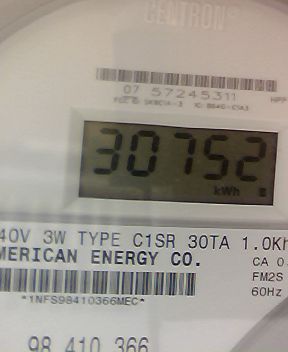 CENTRON®
07 57245311
30752
kWh
40V 3W TYPE C1SR 30TA 1.0Kh
MERICAN ENERGY CO.
CA 0
FM2S
60Hz
*1NFS98410366MEC*
98 410 366